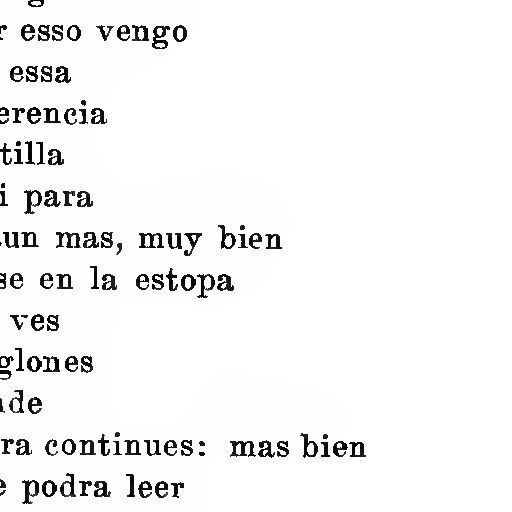 r esso vengo
essa
erencia
tilla
i para
un mas, muy bien
se en la estopa
ves
glones
de
ra continues: mas bien
e podra leer